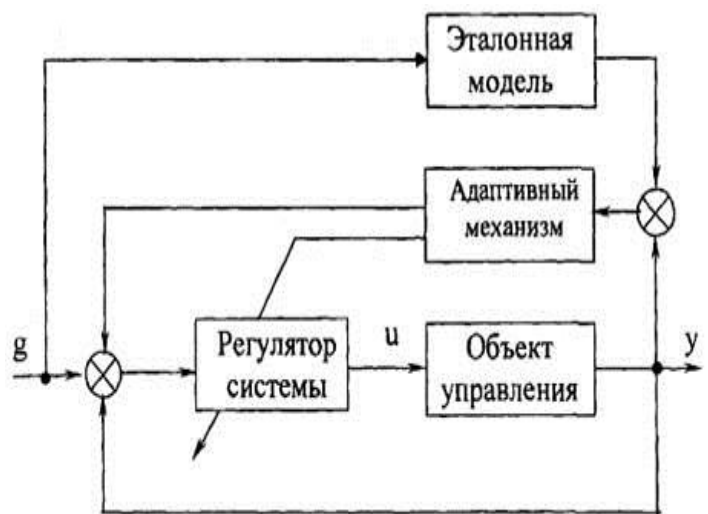 Эталонная
модель
Адаптивный
механизм
g
Регулятор
системы
u
Объект
управления
y